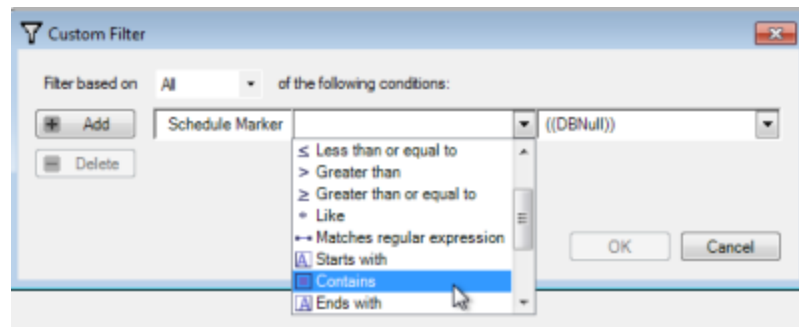 Custom Filter
Filter based on All of the following conditions:
Add Schedule Marker ((DBNull))
Delete
≤ Less than or equal to
> Greater than
≥ Greater than or equal to
* Like
Matches regular expression
A Starts with
Contains
A Ends with
OK Cancel